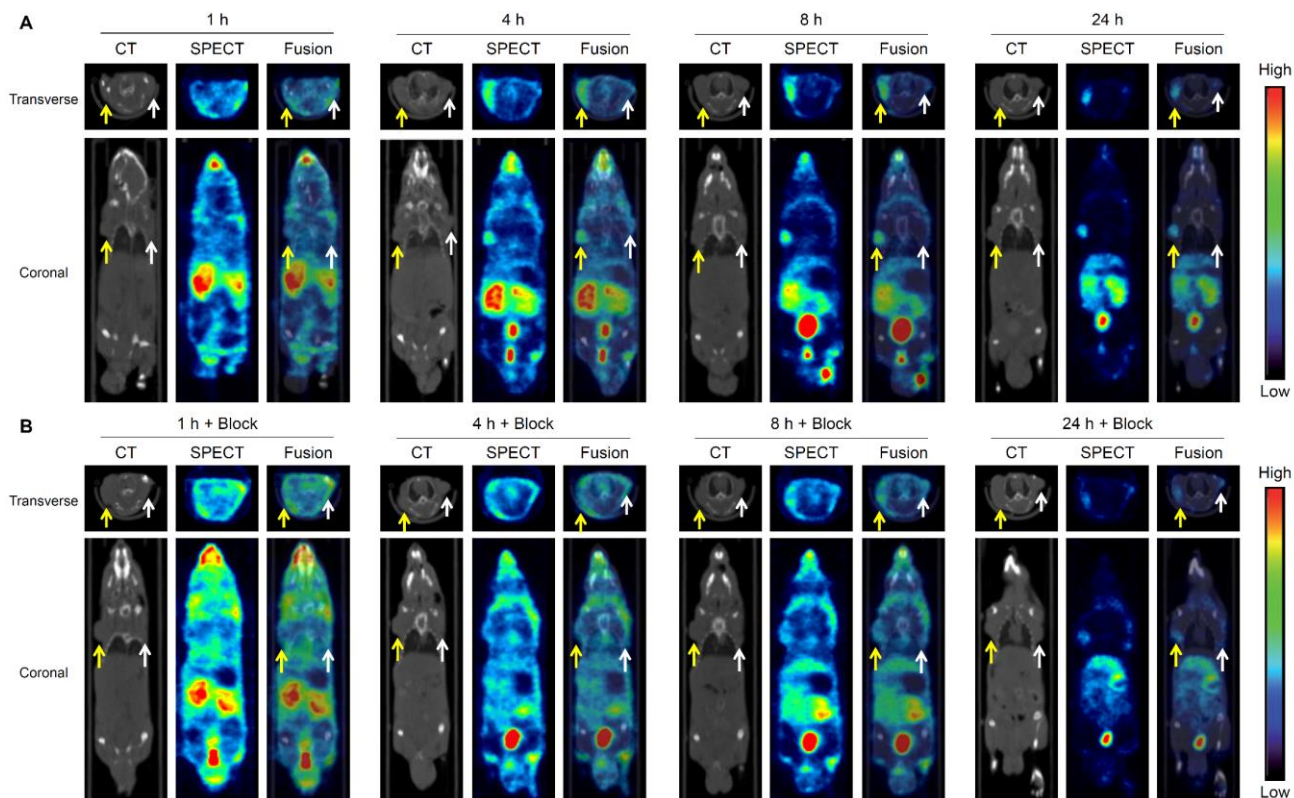 A
1 h
4 h
8 h
24 h
CT SPECT Fusion
CT SPECT Fusion
CT SPECT Fusion
CT SPECT Fusion
High
Transverse
Coronal
Low
B
1 h + Block
4 h + Block
8 h + Block
24 h + Block
CT SPECT Fusion
CT SPECT Fusion
CT SPECT Fusion
CT SPECT Fusion
High
Transverse
Coronal
Low